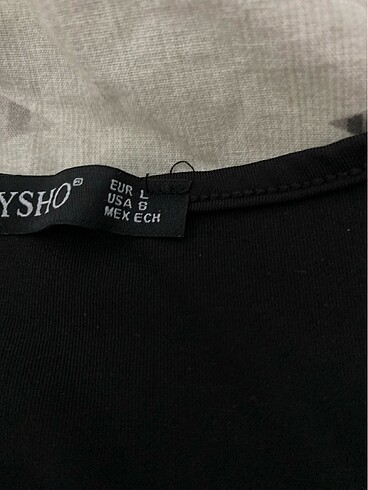 YSHO®
EUR L
USA 8
MEX ECH